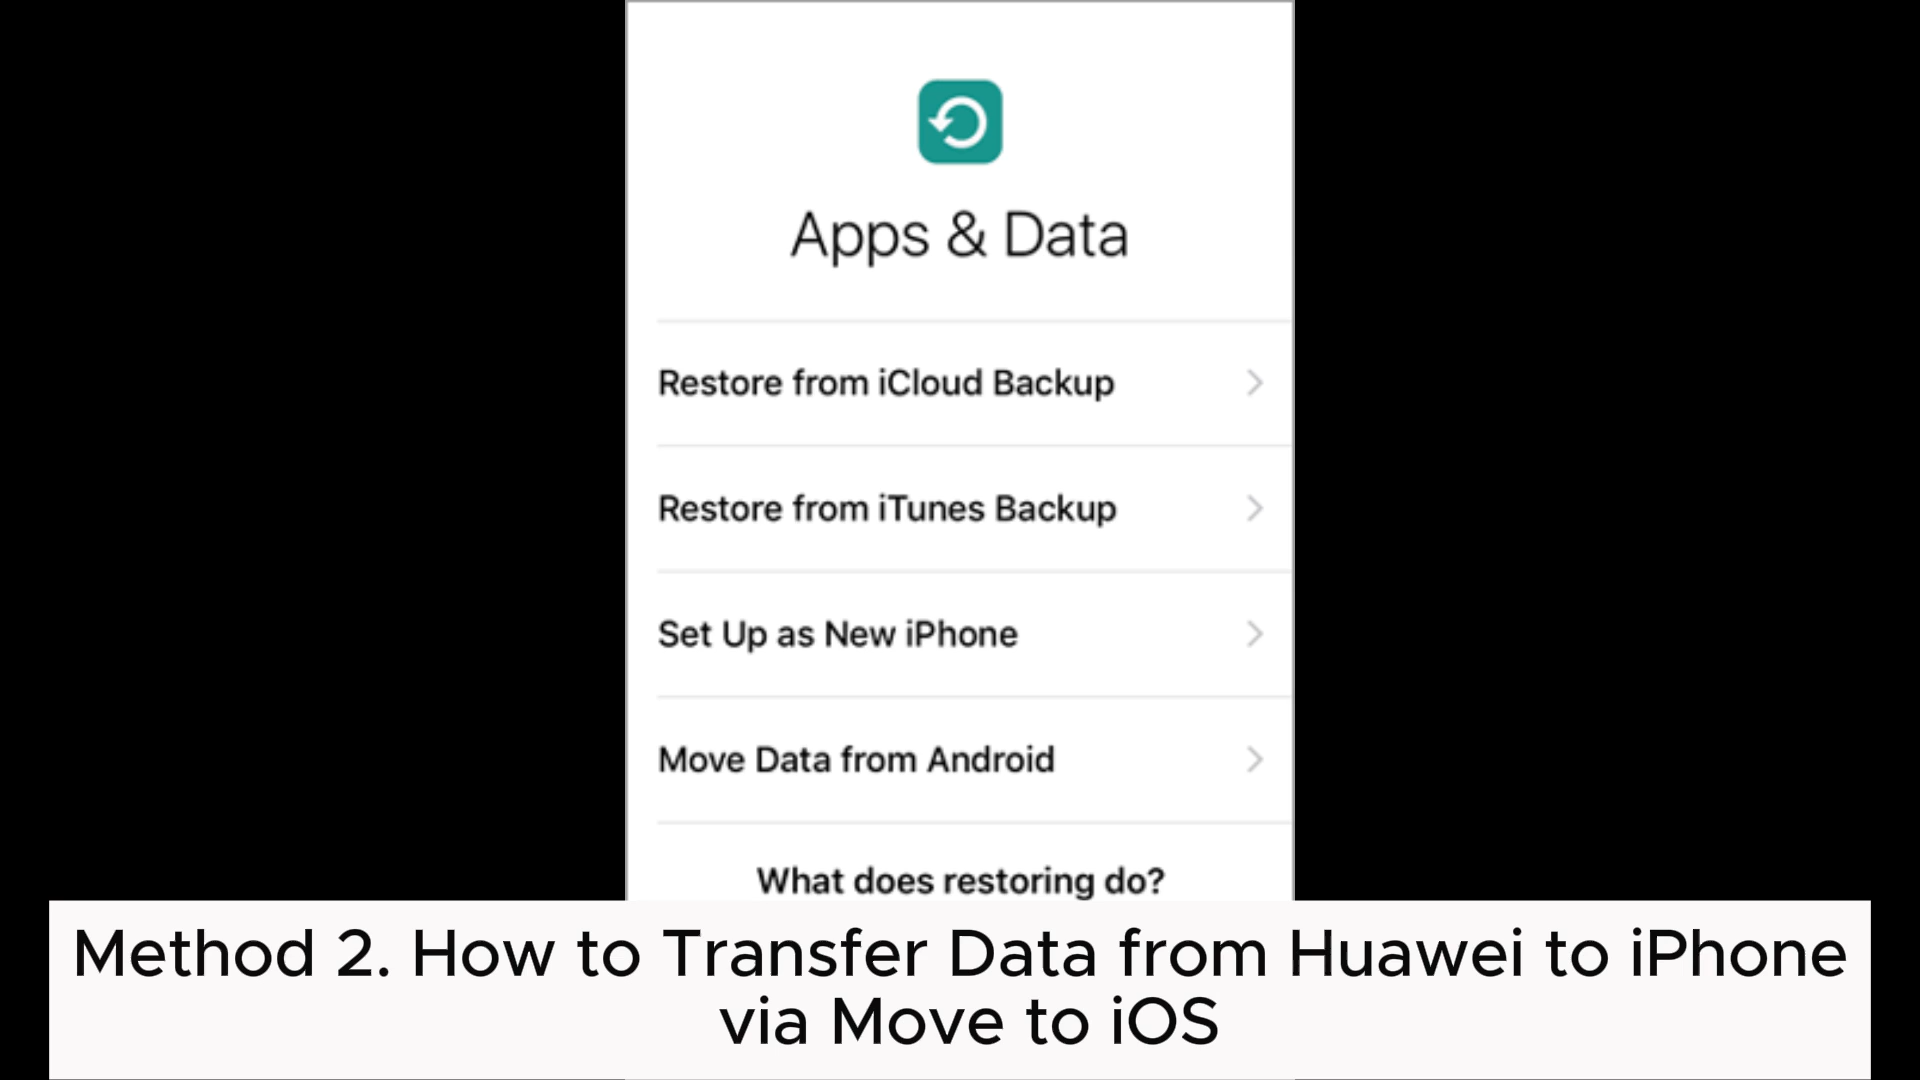 Apps & Data
Restore from iCloud Backup
Restore from iTunes Backup
Set Up as New iPhone
Move Data from Android
What does restoring do?
Method 2. How to Transfer Data from Huawei to iPhone
via Move to iOS